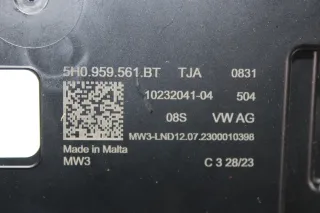 5H0.959.561.BT TJA 0831
10232041-04 504
08S VW AG
MW3-LND12.07.2300010398
Made in Malta
MW3 C 3 28/23